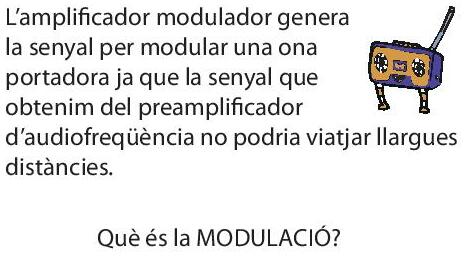 L’amplificador modulador genera
la senyal per modular una ona
portadora ja que la senyal que
obtenim del preamplificador
d’audiofreqüència no podria viatjar llargues
distàncies.
Què és la MODULACIÓ?